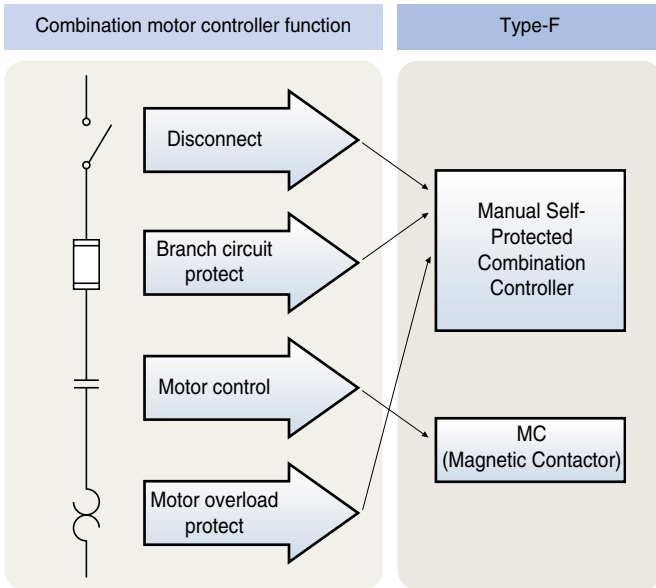 Combination motor controller function
Type-F
Disconnect
Branch circuit
protect
Motor control
Motor overload
protect
Manual Self-
Protected
Combination
Controller
MC
(Magnetic Contactor)